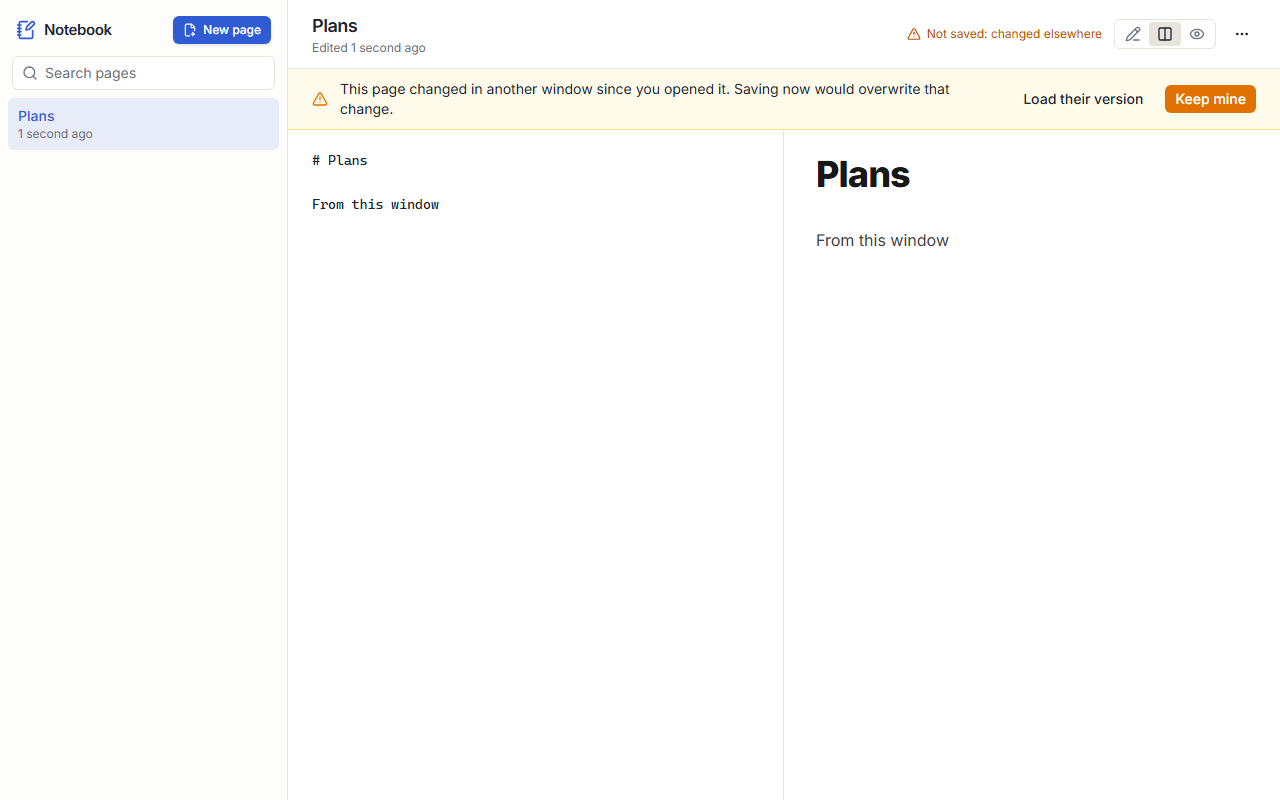 Notebook
New page
Search pages
Plans
1 second ago
Plans
Edited 1 second ago
Not saved: changed elsewhere
This page changed in another window since you opened it. Saving now would overwrite that
change.
Load their version
Keep mine
# Plans
From this window
Plans
From this window